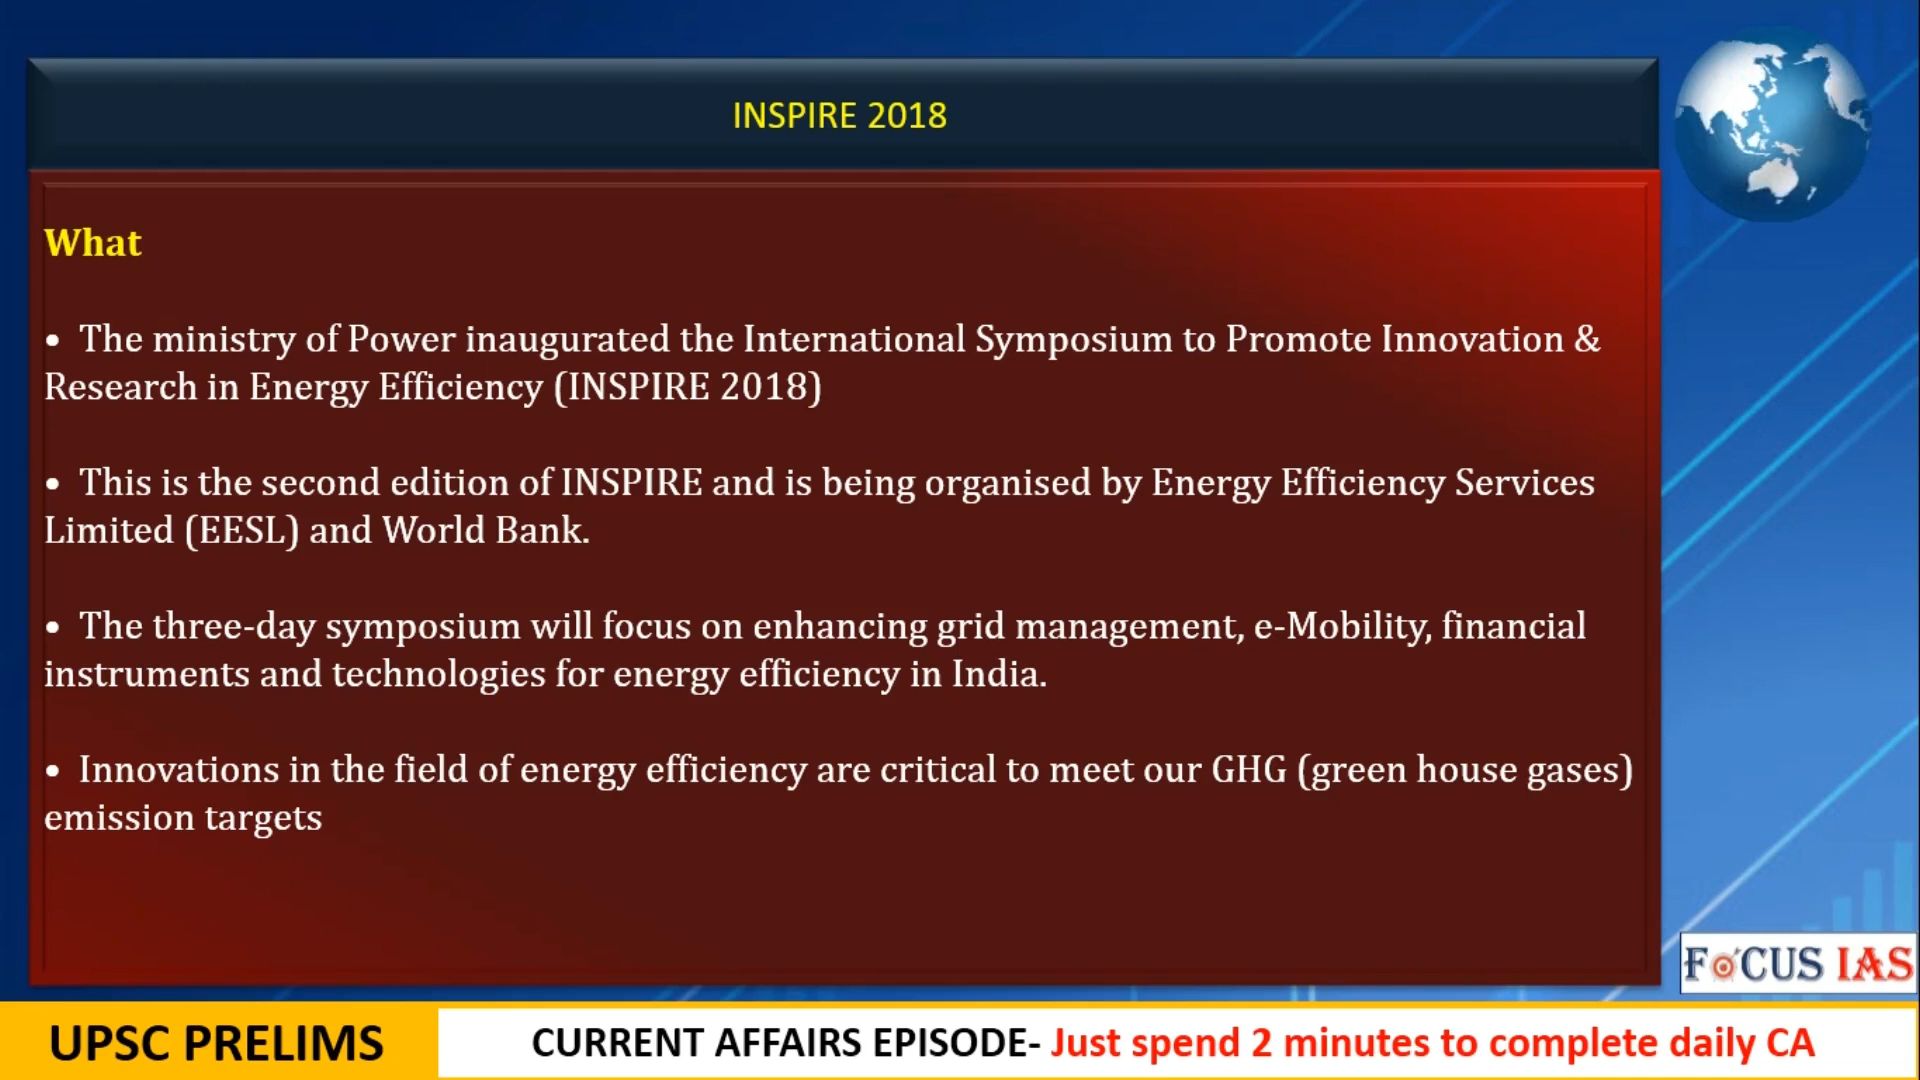 INSPIRE 2018
What
• The ministry of Power inaugurated the International Symposium to Promote Innovation &
Research in Energy Efficiency (INSPIRE 2018)
• This is the second edition of INSPIRE and is being organised by Energy Efficiency Services
Limited (EESL) and World Bank.
• The three-day symposium will focus on enhancing grid management, e-Mobility, financial
instruments and technologies for energy efficiency in India.
• Innovations in the field of energy efficiency are critical to meet our GHG (green house gases)
emission targets
FOCUS IAS
UPSC PRELIMS
CURRENT AFFAIRS EPISODE- Just spend 2 minutes to complete daily CA